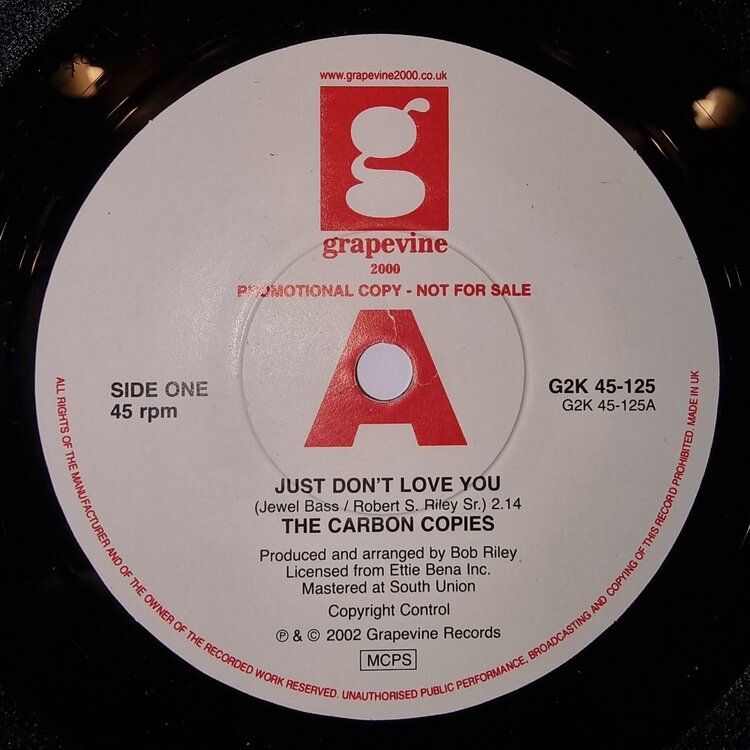 www.grapevine2000.co.uk
g
grapevine
2000
PROMOTIONAL COPY - NOT FOR SALE
A
SIDE ONE
45 rpm
G2K 45-125
G2K 45-125A
JUST DON'T LOVE YOU
(Jewel Bass / Robert S. Riley Sr.) 2.14
THE CARBON COPIES
Produced and arranged by Bob Riley
Licensed from Ettie Bena Inc.
Mastered at South Union
Copyright Control
℗ & © 2002 Grapevine Records
MCPS
ALL RIGHTS OF THE MANUFACTURER AND OF THE OWNER OF THE RECORDED WORK RESERVED. UNAUTHORISED PUBLIC PERFORMANCE, BROADCASTING AND COPYING OF THIS RECORD PROHIBITED. MADE IN UK